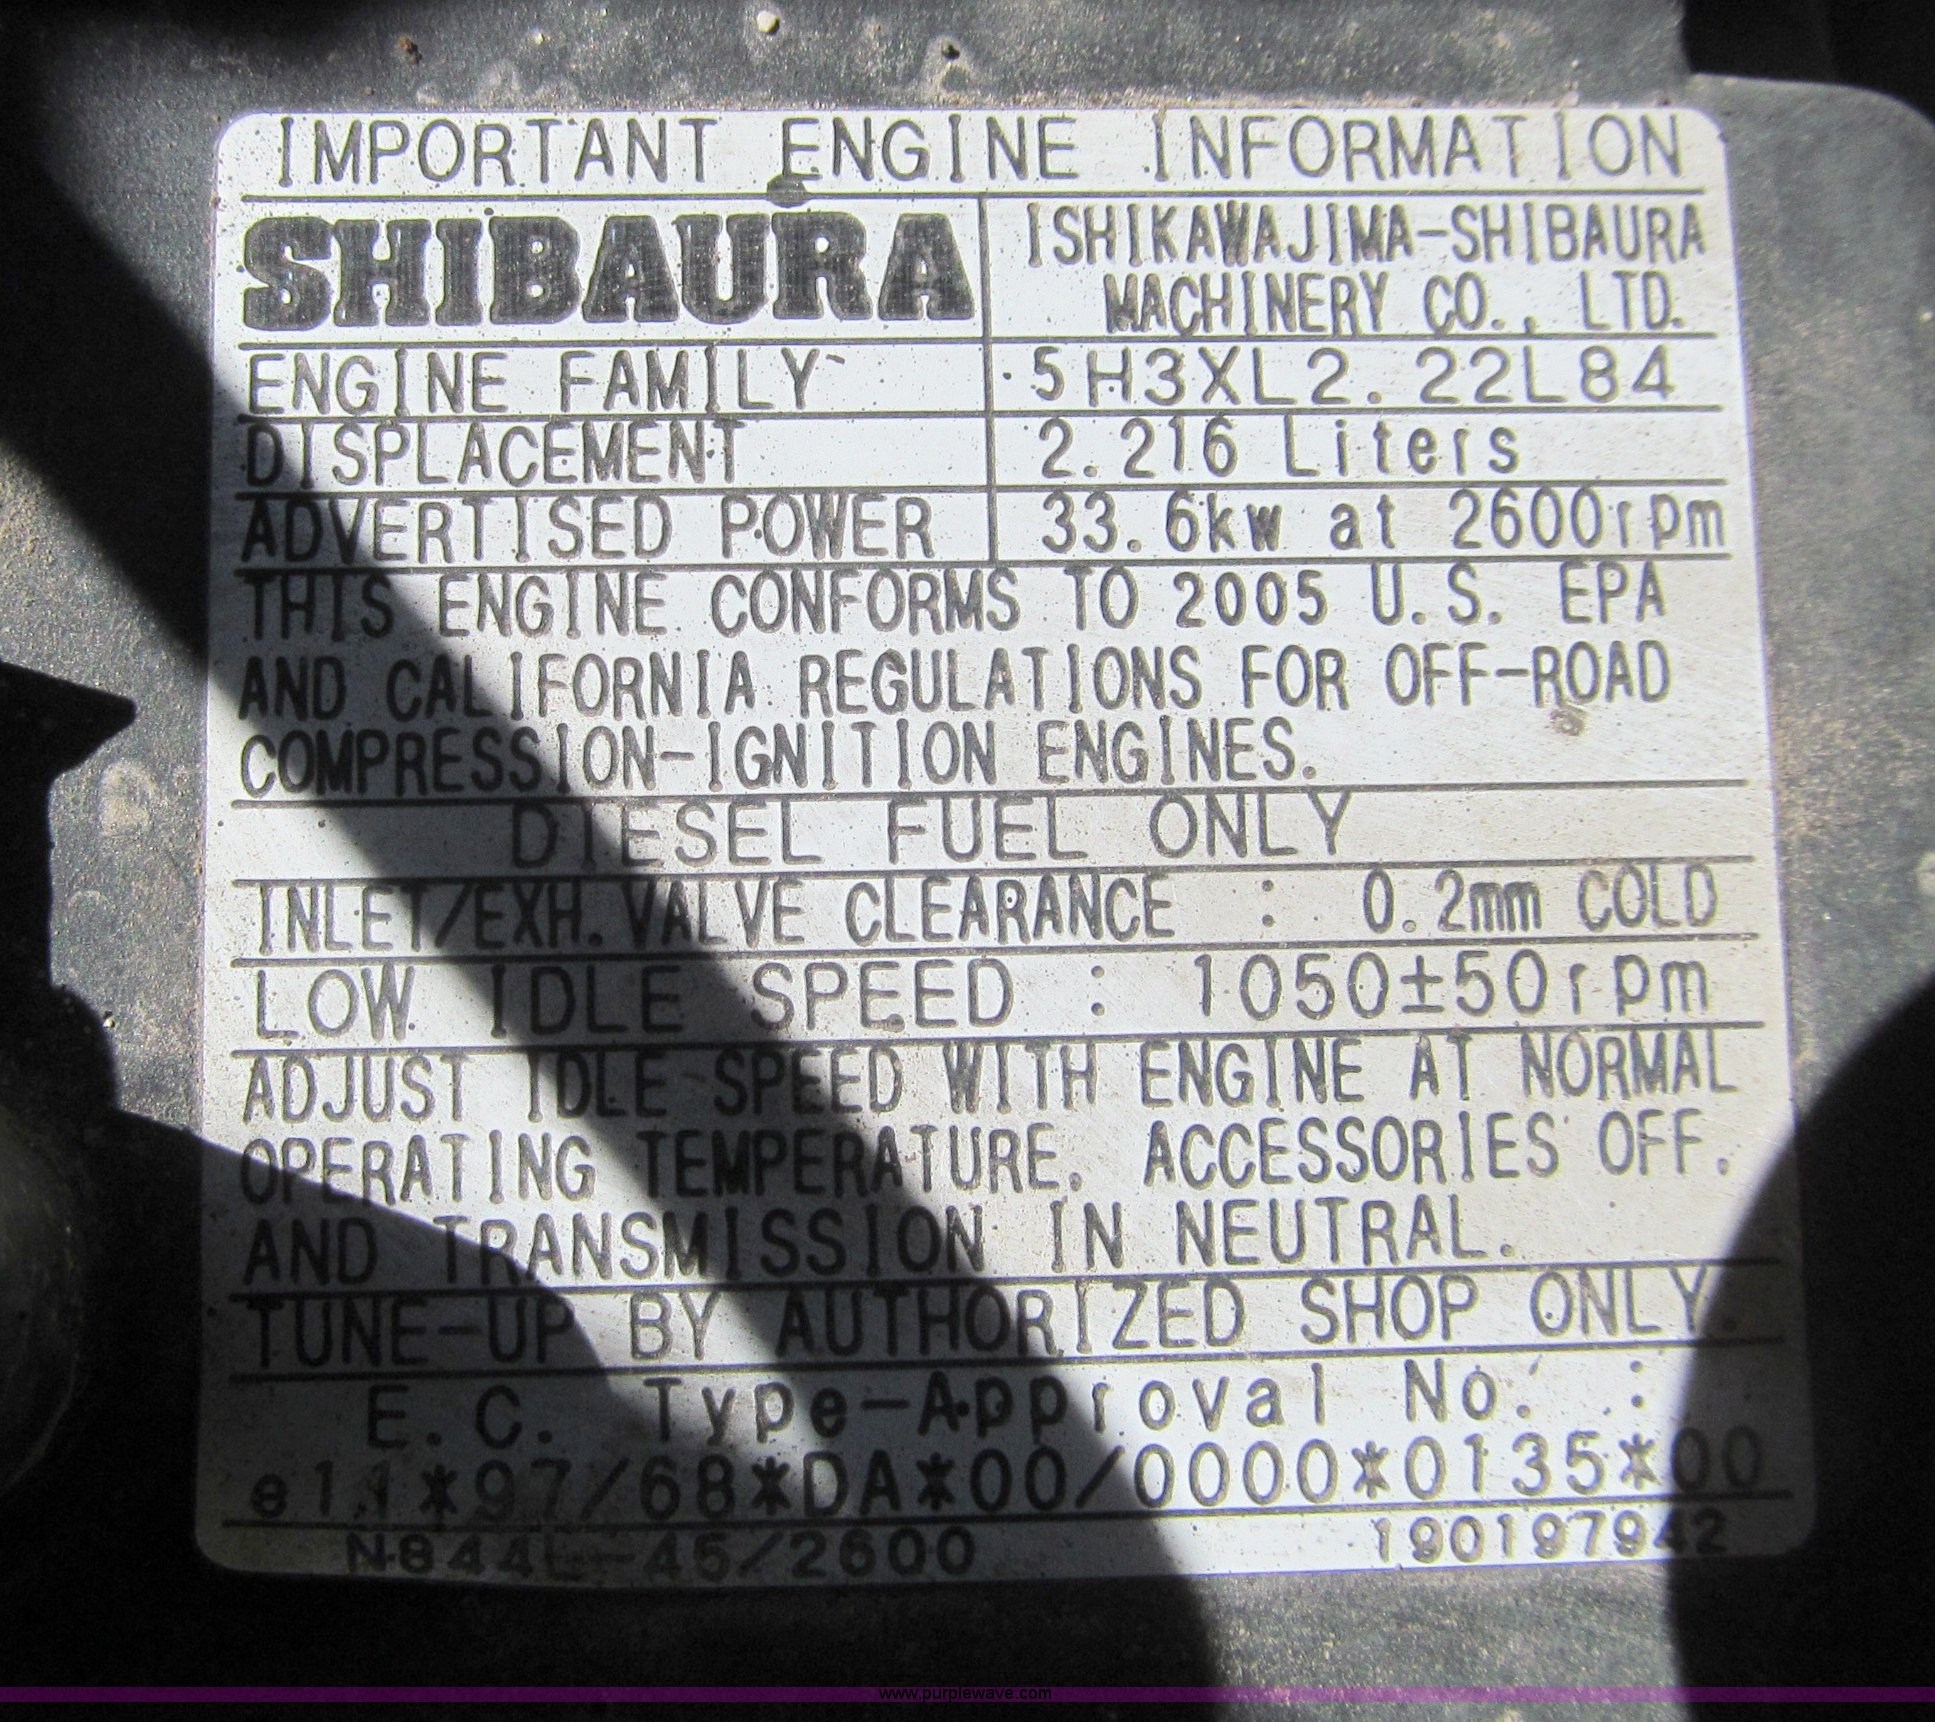 IMPORTANT ENGINE INFORMATION
SHIBAURA
ISHIKAWAJIMA-SHIBAURA
MACHINERY CO., LTD.
ENGINE FAMILY 5H3XL2.22L84
DISPLACEMENT 2.216 Liters
ADVERTISED POWER 33.6kw at 2600rpm
THIS ENGINE CONFORMS TO 2005 U.S. EPA
AND CALIFORNIA REGULATIONS FOR OFF-ROAD
COMPRESSION-IGNITION ENGINES.
DIESEL FUEL ONLY
INLET/EXH.VALVE CLEARANCE : 0.2mm COLD
LOW IDLE SPEED : 1050±50rpm
ADJUST IDLE SPEED WITH ENGINE AT NORMAL
OPERATING TEMPERATURE. ACCESSORIES OFF.
AND TRANSMISSION IN NEUTRAL.
TUNE-UP BY AUTHORIZED SHOP ONLY.
E.C. Type-Approval No. :
e11*97/68*DA*00/0000*0135*00
N844L-45/2600 190197942
www.purplewave.com